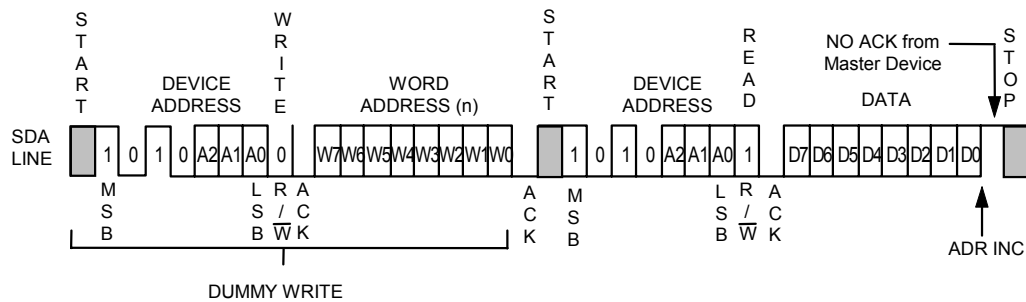 START
WRITE
START
READ
NO ACK from
Master Device
STOP
DEVICE
ADDRESS
WORD
ADDRESS (n)
DEVICE
ADDRESS
DATA
SDA
LINE
1 0 1 0 A2 A1 A0 0 W7 W6 W5 W4 W3 W2 W1 W0 1 0 1 0 A2 A1 A0 1 D7 D6 D5 D4 D3 D2 D1 D0
MSB
LSB
R/W̅
ACK
ACK
MSB
LSB
R/W̅
ACK
ADR INC
DUMMY WRITE